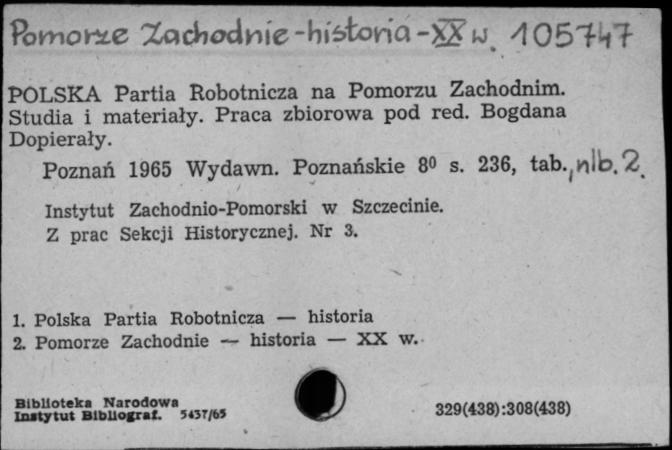 Pomorze Zachodnie - historia - XX w. 105747
POLSKA Partia Robotnicza na Pomorzu Zachodnim.
Studia i materiały. Praca zbiorowa pod red. Bogdana
Dopierały.
Poznań 1965 Wydawn. Poznańskie 8⁰ s. 236, tab., nlb. 2.
Instytut Zachodnio-Pomorski w Szczecinie.
Z prac Sekcji Historycznej. Nr 3.
1. Polska Partia Robotnicza — historia
2. Pomorze Zachodnie — historia — XX w.
Biblioteka Narodowa
Instytut Bibliograf. 5437/65
329(438):308(438)